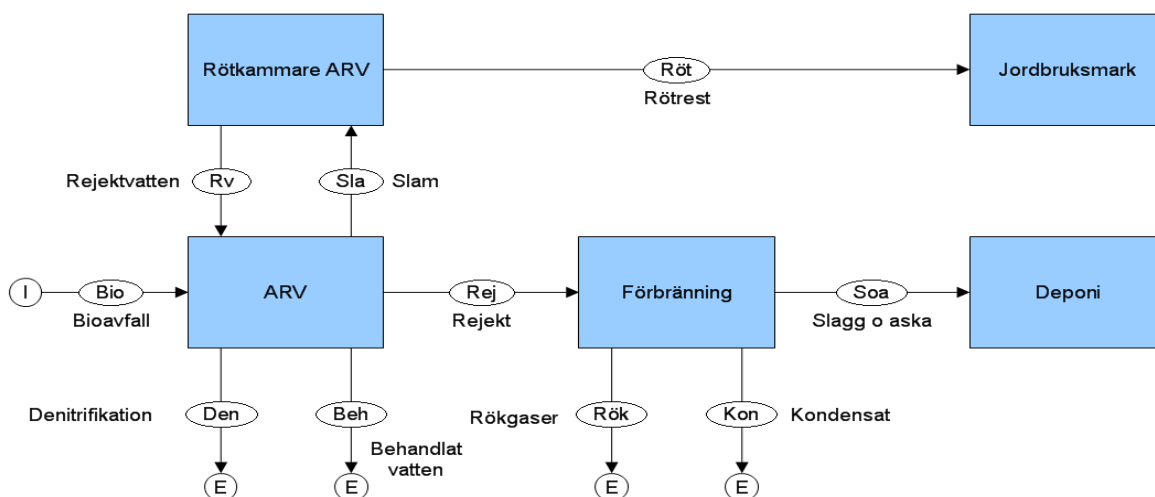 Rötkammare ARV
Röt
Rötrest
Jordbruksmark
Rejektvatten
Rv
Sla
Slam
I
Bio
Bioavfall
ARV
Rej
Rejekt
Förbränning
Soa
Slagg o aska
Deponi
Denitrifikation
Den
Beh
Behandlat
vatten
Rökgaser
Rök
Kon
Kondensat
E
E
E
E